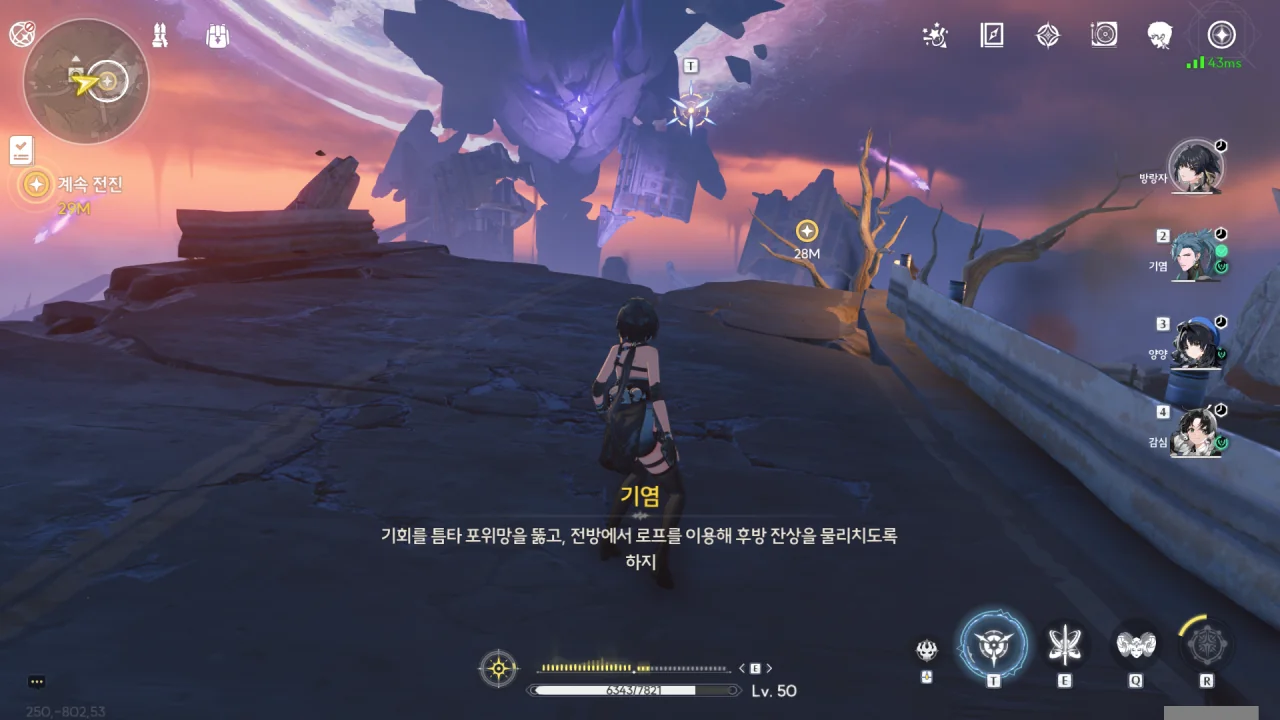 T
43ms
계속 전진
29M
28M
방랑자
2
기염
3
양양
4
감심
기염
기회를 틈타 포위망을 뚫고, 전방에서 로프를 이용해 후방 잔상을 물리치도록
하지
E
6343/7821
Lv. 50
T
E
Q
R
250,-802,53